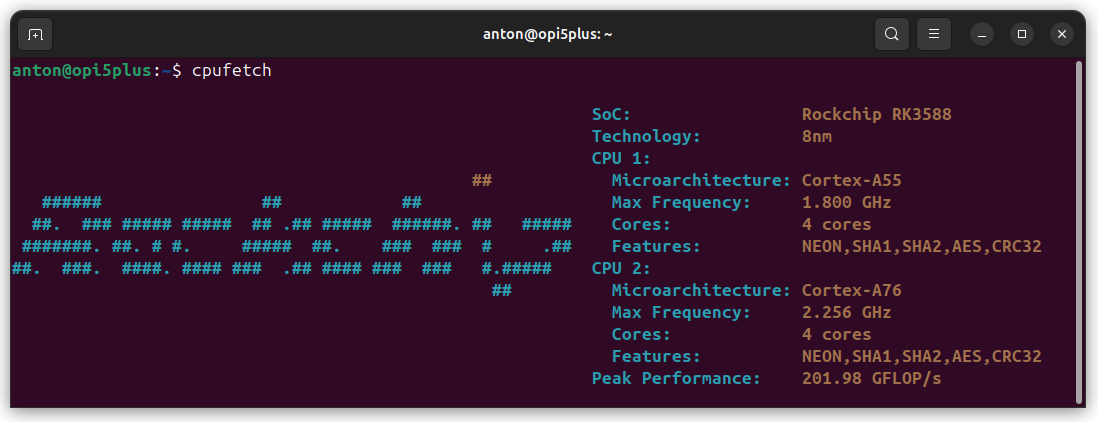 anton@opi5plus: ~
anton@opi5plus:~$ cpufetch
SoC: Rockchip RK3588
Technology: 8nm
CPU 1:
##
Microarchitecture: Cortex-A55
###### ## ##
Max Frequency: 1.800 GHz
##. ### ##### ##### ## .## ##### ######. ## #####
Cores: 4 cores
#######. ##. # #. ##### ##. ### ### # .##
Features: NEON,SHA1,SHA2,AES,CRC32
##. ###. ####. #### ### .## #### ### ### #.#####
CPU 2:
##
Microarchitecture: Cortex-A76
Max Frequency: 2.256 GHz
Cores: 4 cores
Features: NEON,SHA1,SHA2,AES,CRC32
Peak Performance: 201.98 GFLOP/s